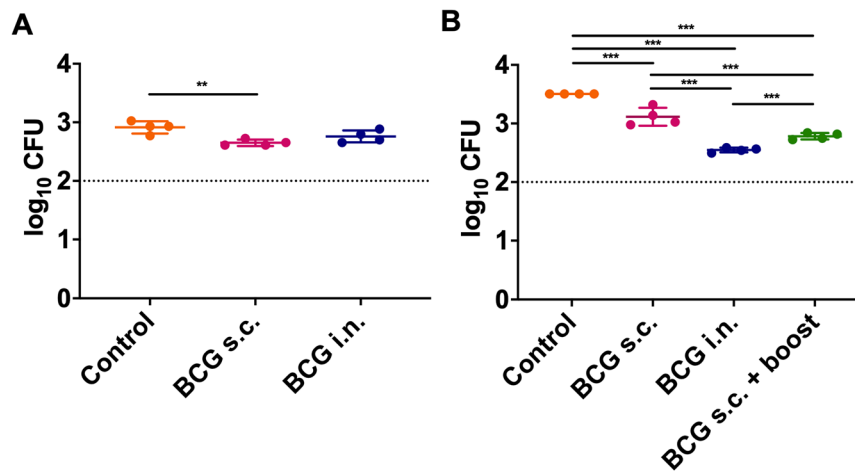 A
log10 CFU
4
3
2
1
0
**
Control
BCG s.c.
BCG i.n.
B
log10 CFU
4
3
2
1
0
***
***
***
***
***
***
Control
BCG s.c.
BCG i.n.
BCG s.c. + boost